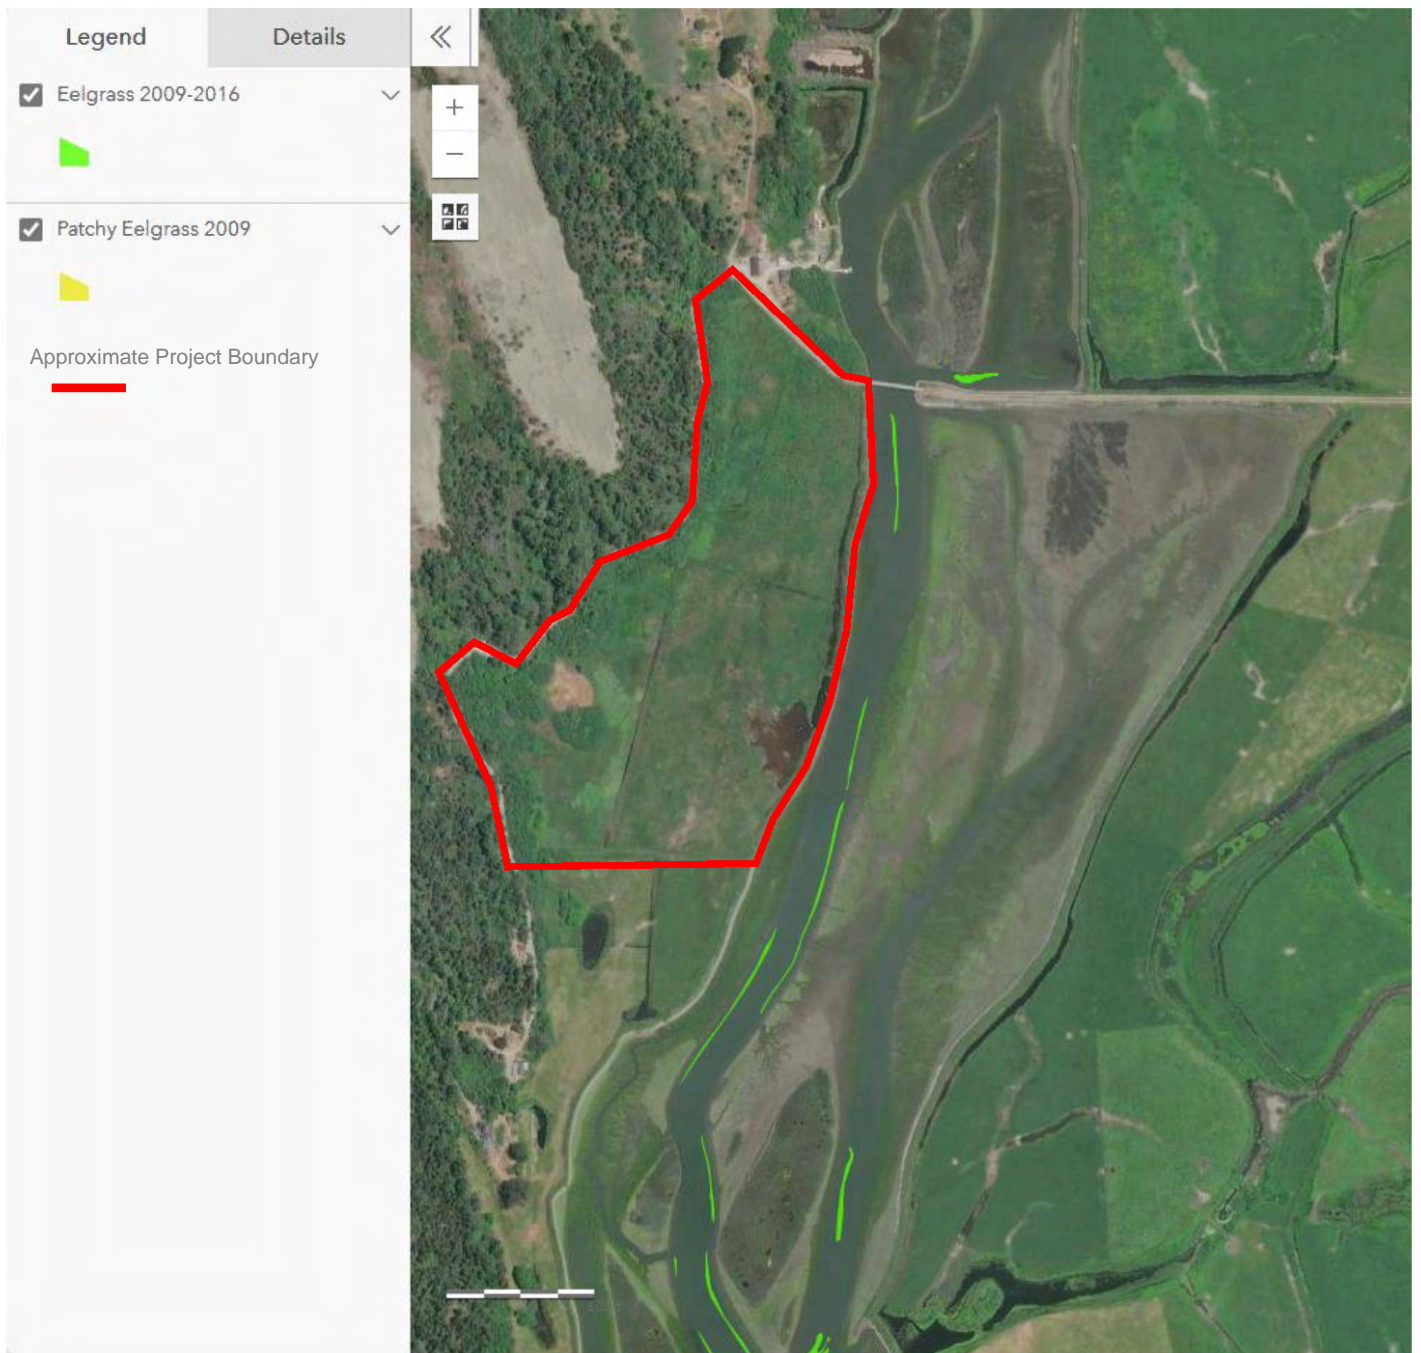 Legend
Details
Eelgrass 2009-2016
Patchy Eelgrass 2009
Approximate Project Boundary